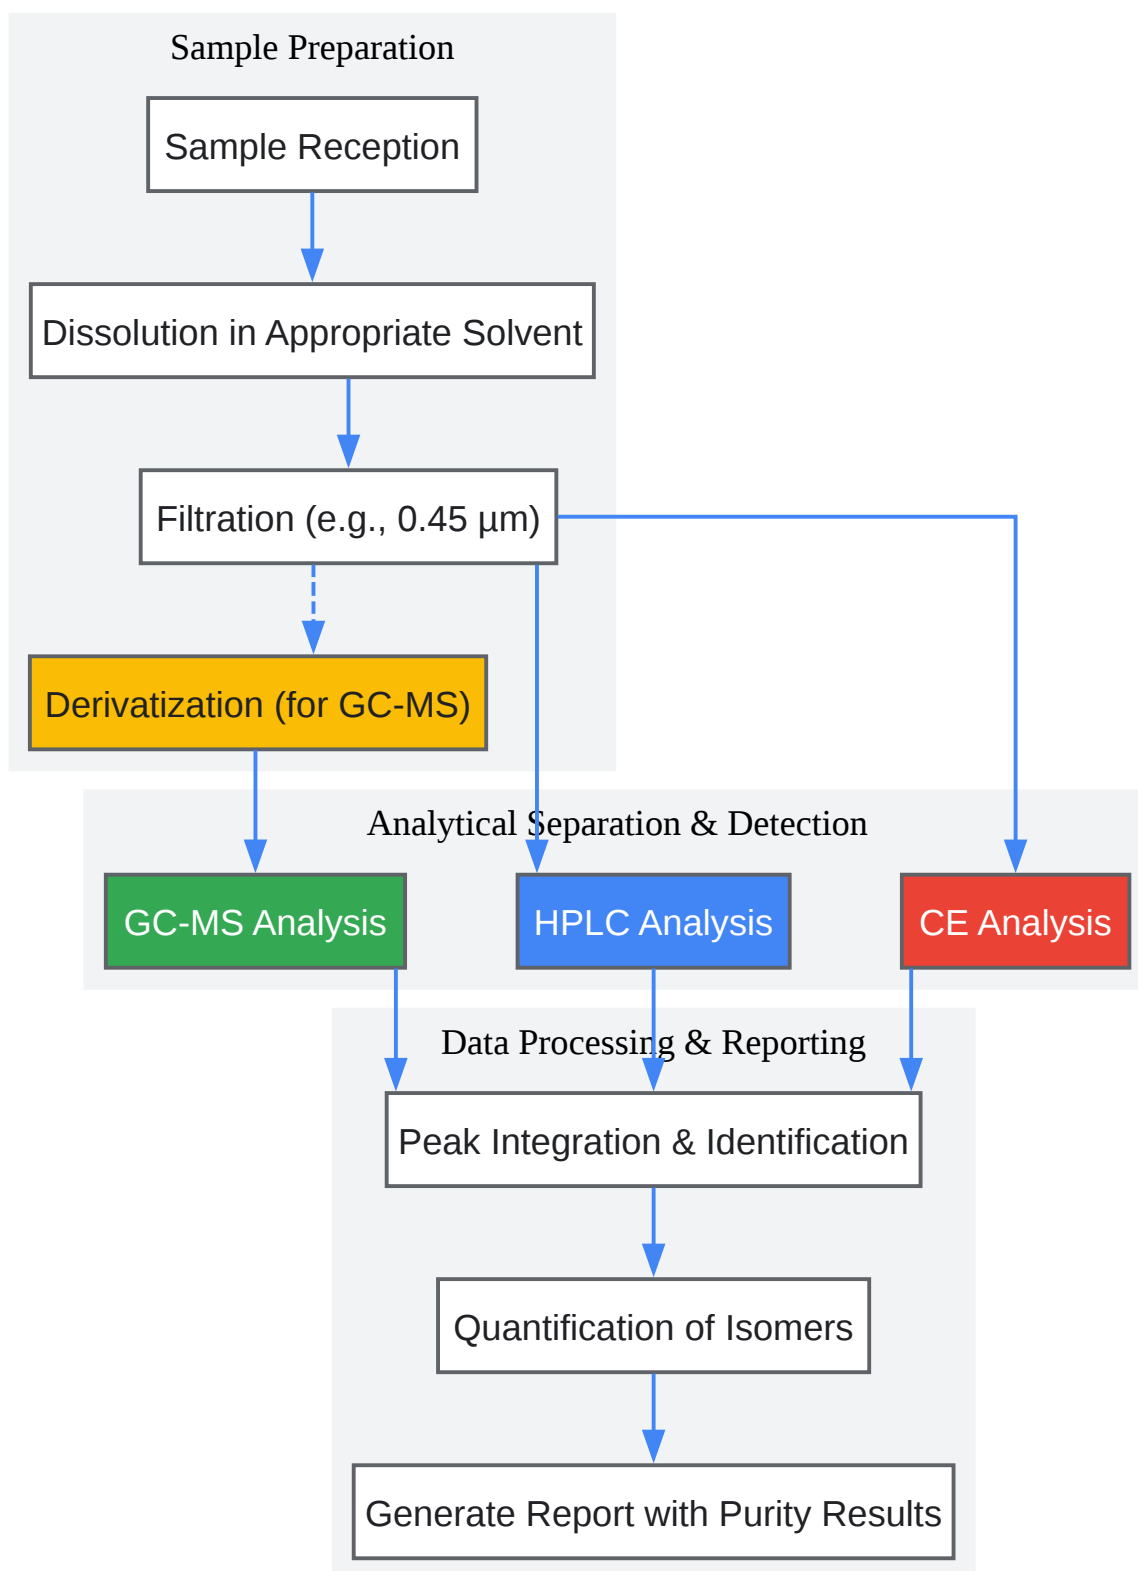 Sample Preparation
Sample Reception
Dissolution in Appropriate Solvent
Filtration (e.g., 0.45 µm)
Derivatization (for GC-MS)
Analytical Separation & Detection
GC-MS Analysis
HPLC Analysis
CE Analysis
Data Processing & Reporting
Peak Integration & Identification
Quantification of Isomers
Generate Report with Purity Results